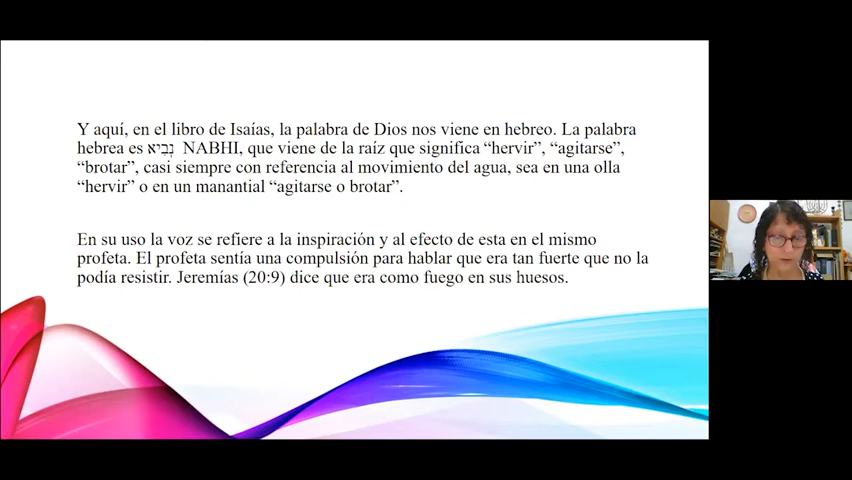 Y aquí, en el libro de Isaías, la palabra de Dios nos viene en hebreo. La palabra
hebrea es נְבִיא NABHI, que viene de la raíz que significa “hervir”, “agitarse”,
“brotar”, casi siempre con referencia al movimiento del agua, sea en una olla
“hervir” o en un manantial “agitarse o brotar”.
En su uso la voz se refiere a la inspiración y al efecto de esta en el mismo
profeta. El profeta sentía una compulsión para hablar que era tan fuerte que no la
podía resistir. Jeremías (20:9) dice que era como fuego en sus huesos.